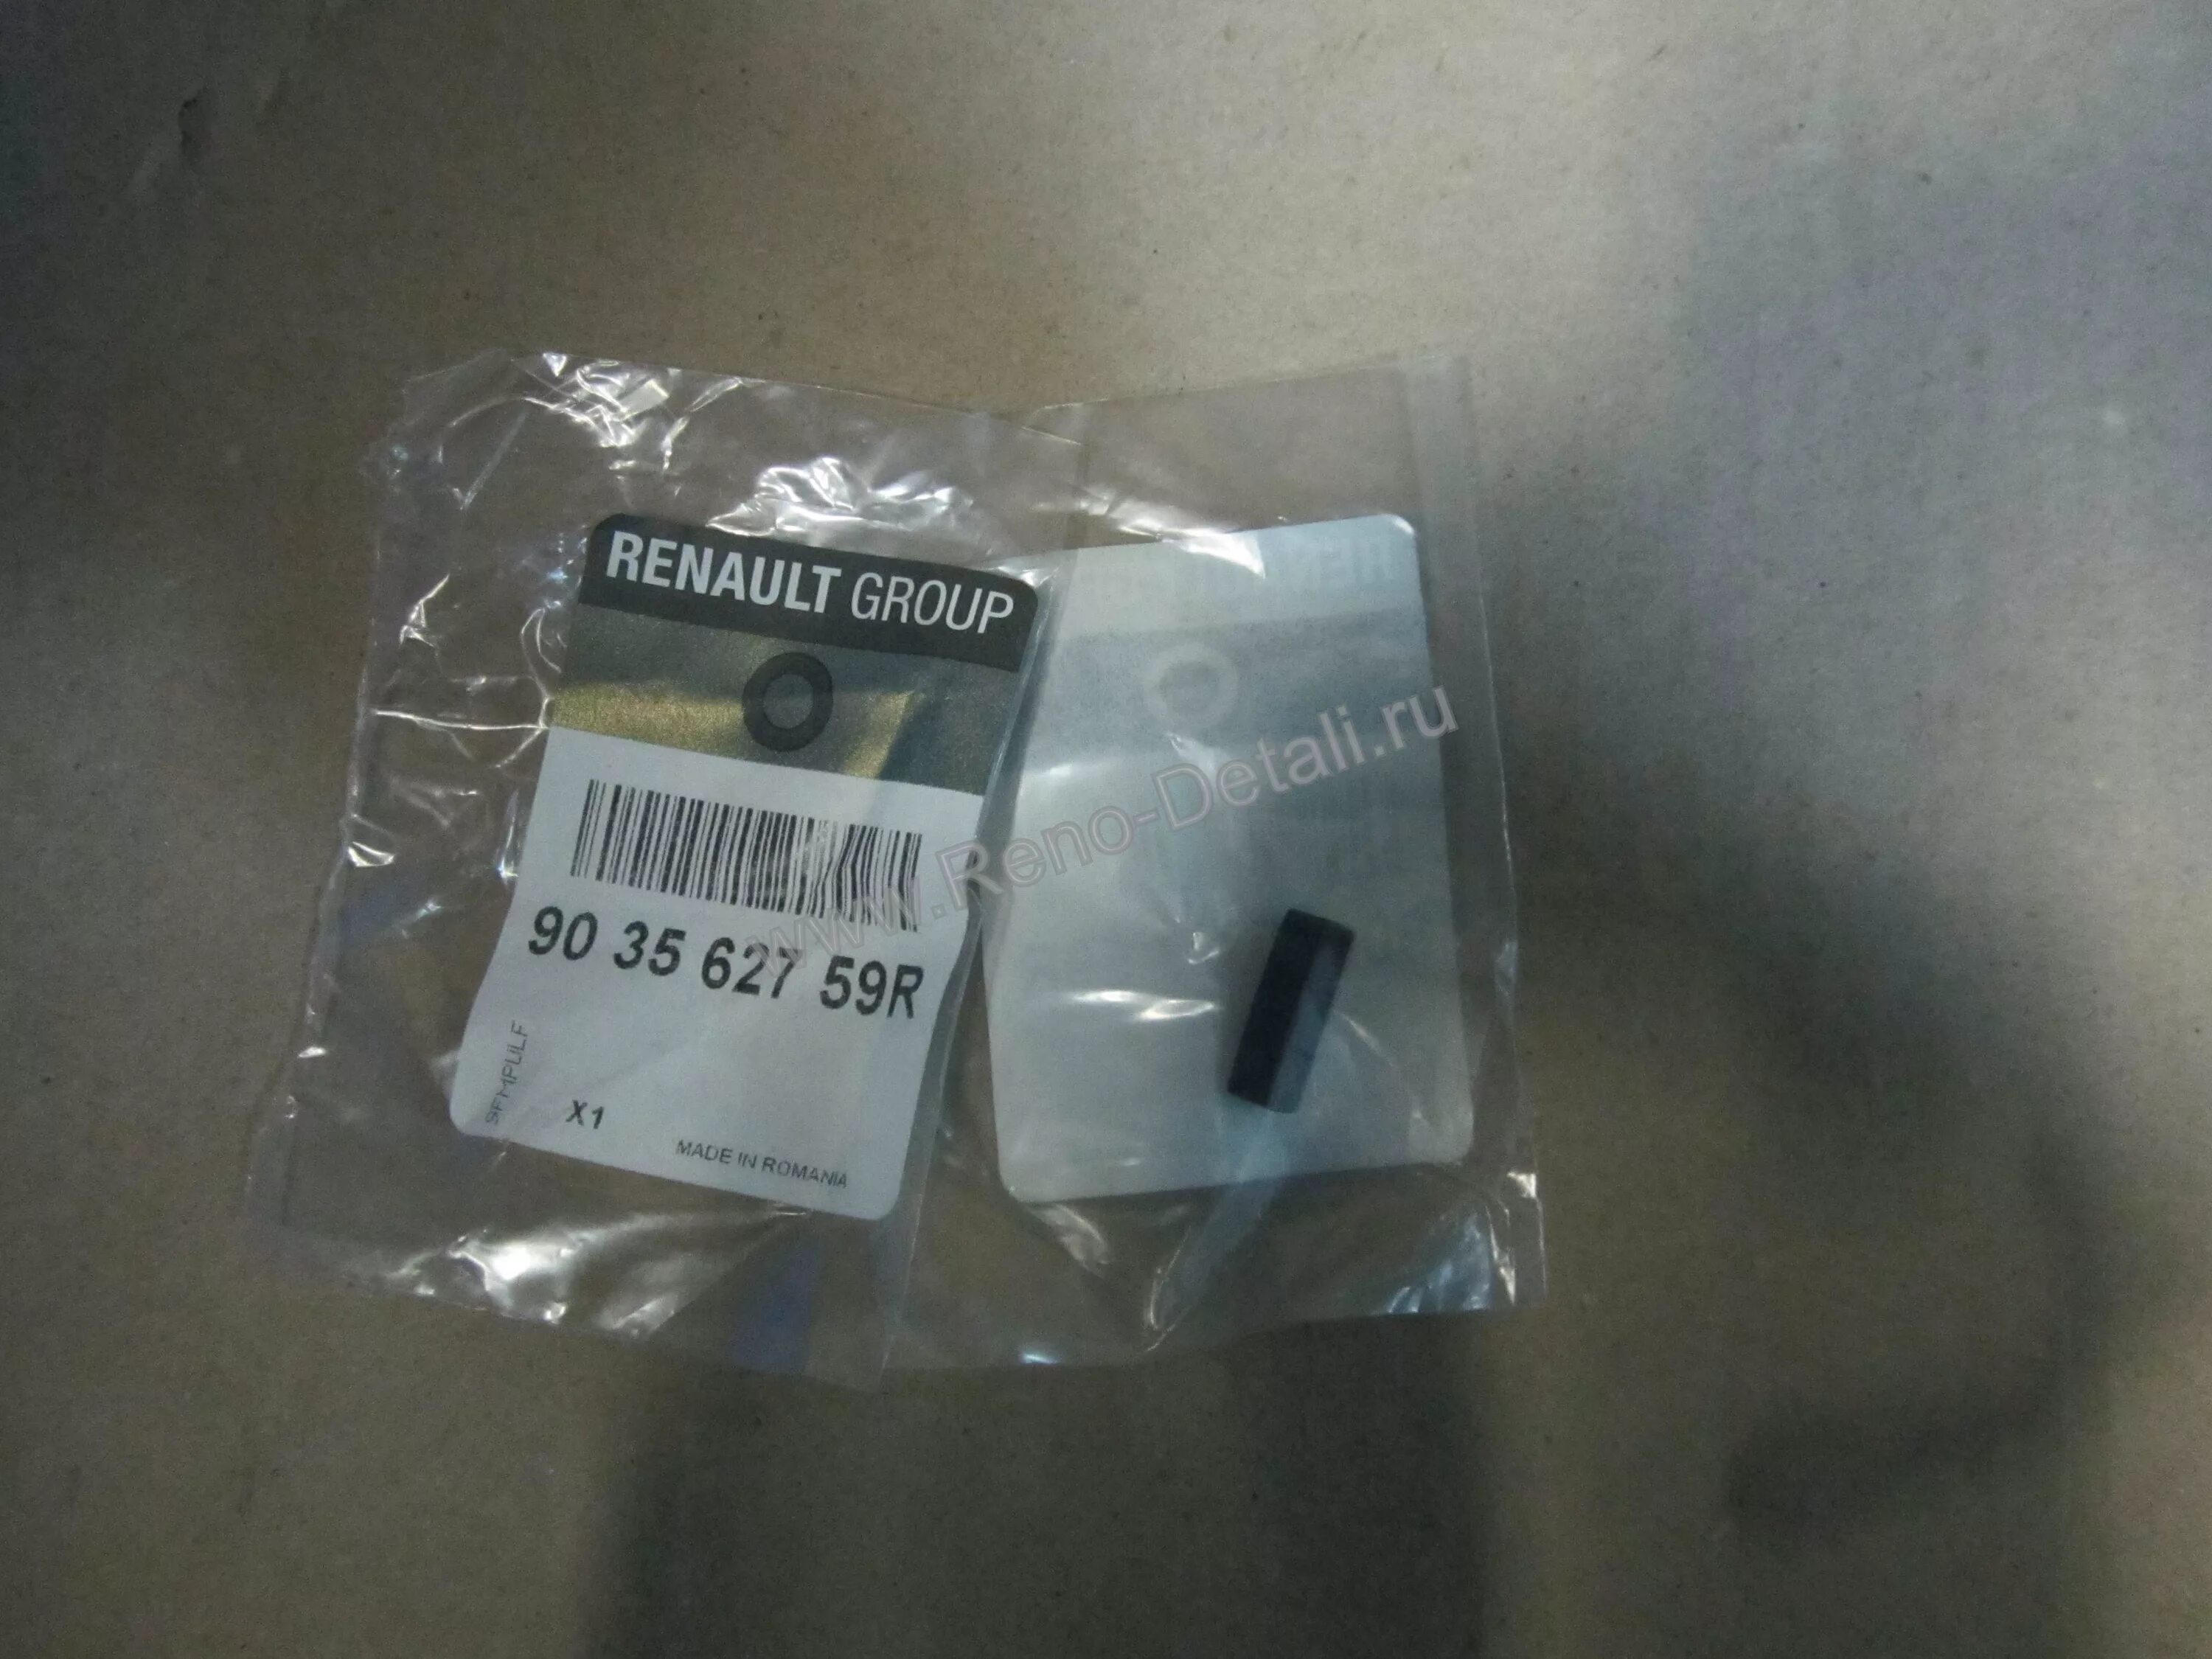 RENAULT GROUP
90 35 627 59R
SFMPULF
X1
MADE IN ROMANIA
www.Reno-Detali.ru